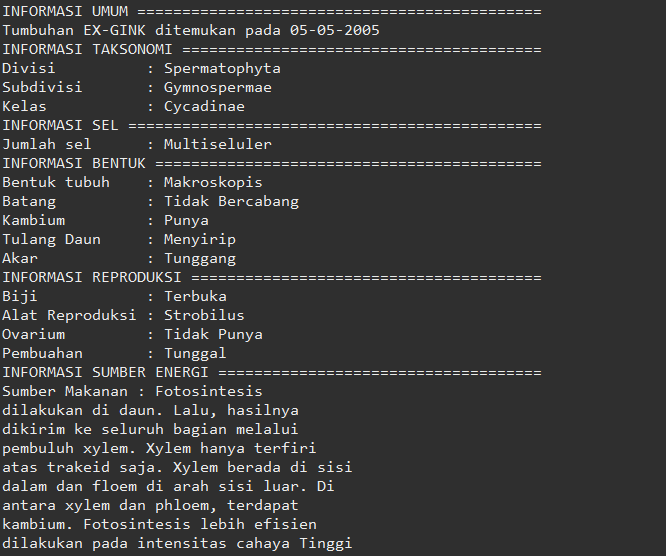 INFORMASI UMUM =============================================
Tumbuhan EX-GINK ditemukan pada 05-05-2005
INFORMASI TAKSONOMI ========================================
Divisi          : Spermatophyta
Subdivisi       : Gymnospermae
Kelas           : Cycadinae
INFORMASI SEL ==============================================
Jumlah sel      : Multiseluler
INFORMASI BENTUK ===========================================
Bentuk tubuh    : Makroskopis
Batang          : Tidak Bercabang
Kambium         : Punya
Tulang Daun     : Menyirip
Akar            : Tunggang
INFORMASI REPRODUKSI =======================================
Biji            : Terbuka
Alat Reproduksi : Strobilus
Ovarium         : Tidak Punya
Pembuahan       : Tunggal
INFORMASI SUMBER ENERGI ====================================
Sumber Makanan : Fotosintesis
dilakukan di daun. Lalu, hasilnya
dikirim ke seluruh bagian melalui
pembuluh xylem. Xylem hanya terfiri
atas trakeid saja. Xylem berada di sisi
dalam dan floem di arah sisi luar. Di
antara xylem dan phloem, terdapat
kambium. Fotosintesis lebih efisien
dilakukan pada intensitas cahaya Tinggi